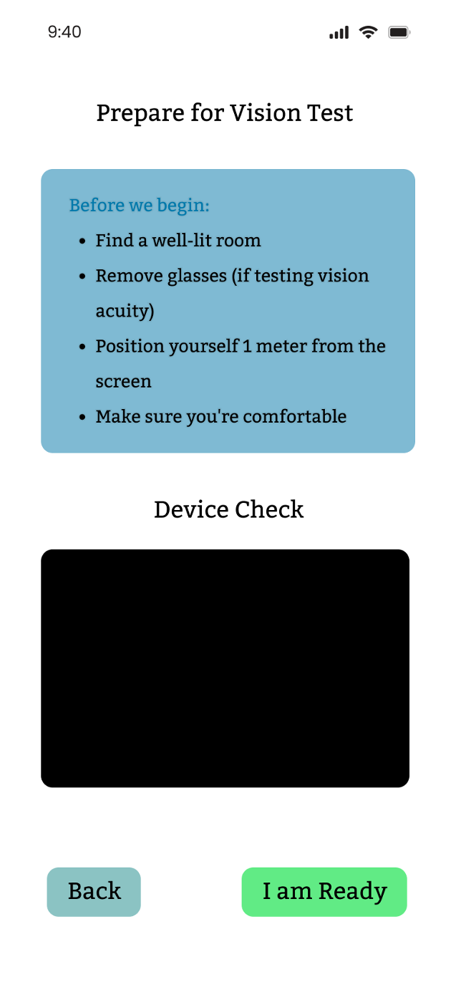 9:40
Prepare for Vision Test
Before we begin:
• Find a well-lit room
• Remove glasses (if testing vision
acuity)
• Position yourself 1 meter from the
screen
• Make sure you're comfortable
Device Check
Back
I am Ready